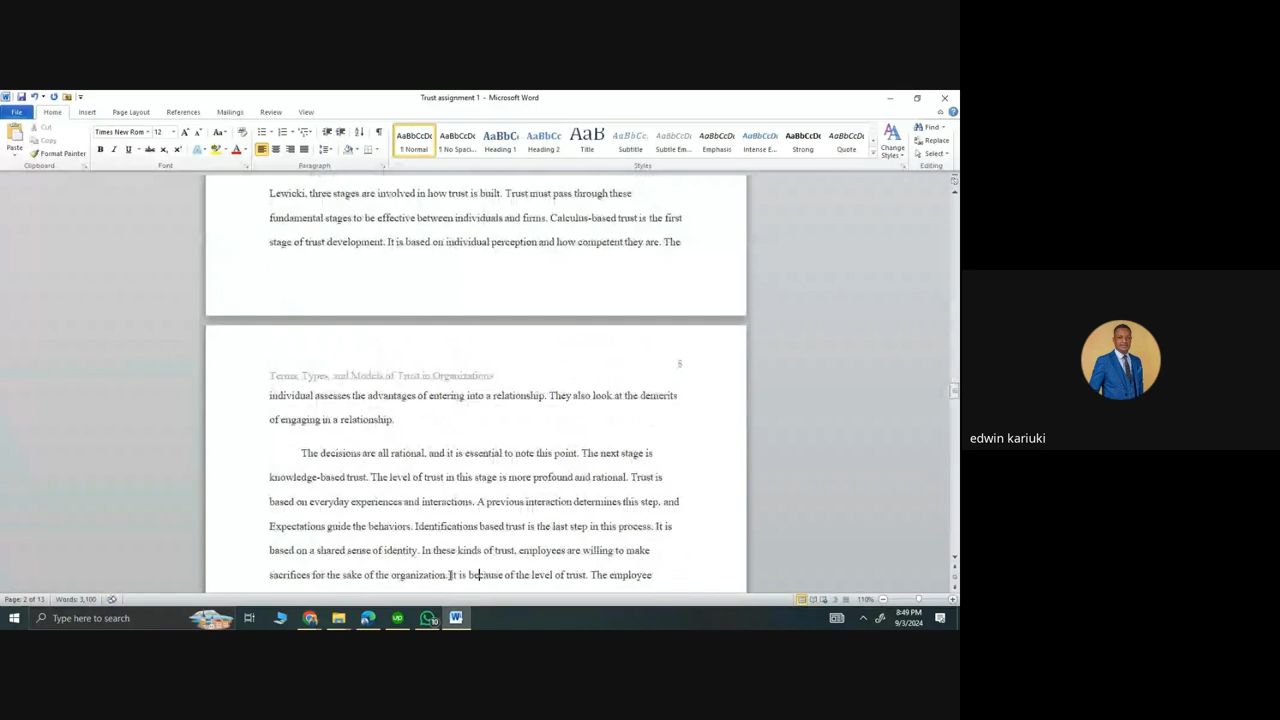 Trust assignment 1 - Microsoft Word
File Home Insert Page Layout References Mailings Review View
Cut
Copy
Paste Format Painter
Clipboard
Times New Rom 12
Font
Paragraph
AaBbCcDc AaBbCcDc AaBbC AaBbCc AaB AaBbCc. AaBbCcD AaBbCcD AaBbCcDc AaBbCcDc
¶ Normal ¶ No Spaci... Heading 1 Heading 2 Title Subtitle Subtle Em... Emphasis Intense E... Strong Quote
Styles
Change Styles
Find
Replace
Select
Editing
Lewicki, three stages are involved in how trust is built. Trust must pass through these
fundamental stages to be effective between individuals and firms. Calculus-based trust is the first
stage of trust development. It is based on individual perception and how competent they are. The
Terms, Types, and Models of Trust in Organizations
individual assesses the advantages of entering into a relationship. They also look at the demerits
of engaging in a relationship.
The decisions are all rational, and it is essential to note this point. The next stage is
knowledge-based trust. The level of trust in this stage is more profound and rational. Trust is
based on everyday experiences and interactions. A previous interaction determines this step, and
Expectations guide the behaviors. Identifications based trust is the last step in this process. It is
based on a shared sense of identity. In these kinds of trust, employees are willing to make
sacrifices for the sake of the organization. It is because of the level of trust. The employee
Page: 2 of 13 Words: 3,100
110%
Type here to search
10
8:49 PM
9/3/2024
edwin kariuki